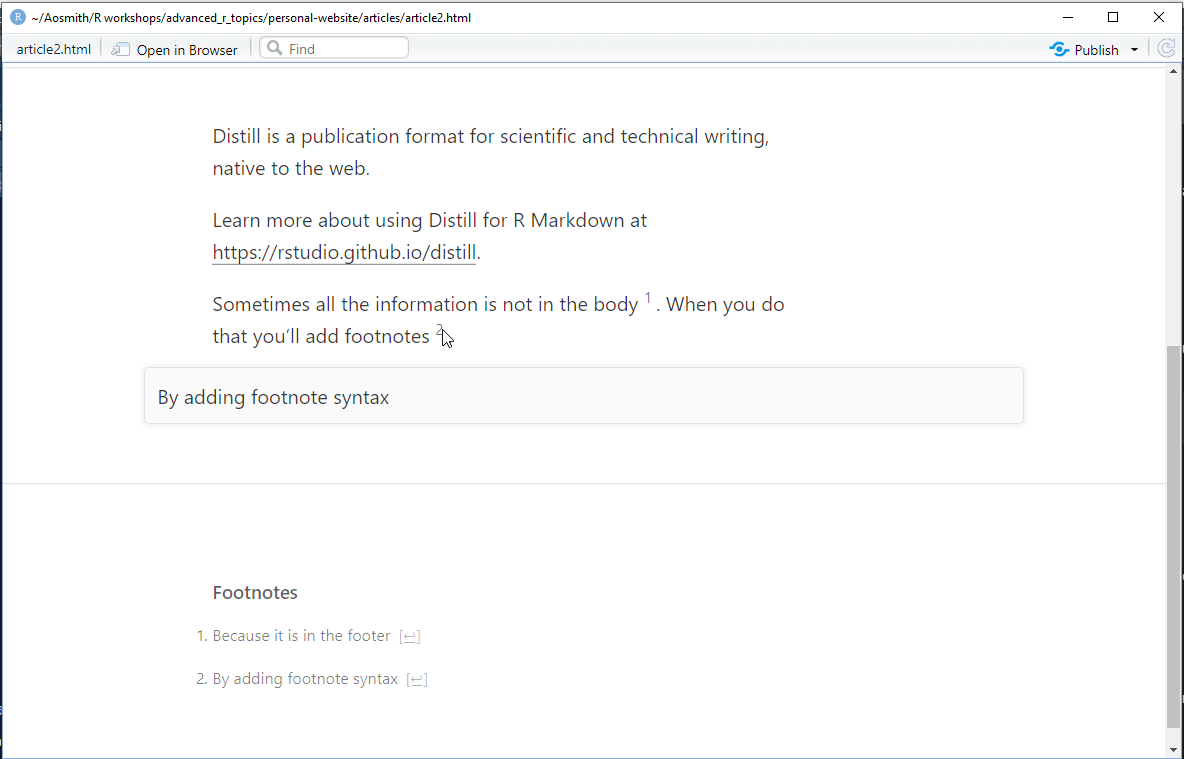 ~/Aosmith/R workshops/advanced_r_topics/personal-website/articles/article2.html
article2.html Open in Browser Find Publish
Distill is a publication format for scientific and technical writing,
native to the web.
Learn more about using Distill for R Markdown at
https://rstudio.github.io/distill.
Sometimes all the information is not in the body 1 . When you do
that you’ll add footnotes 2
By adding footnote syntax
Footnotes
1. Because it is in the footer [↩]
2. By adding footnote syntax [↩]